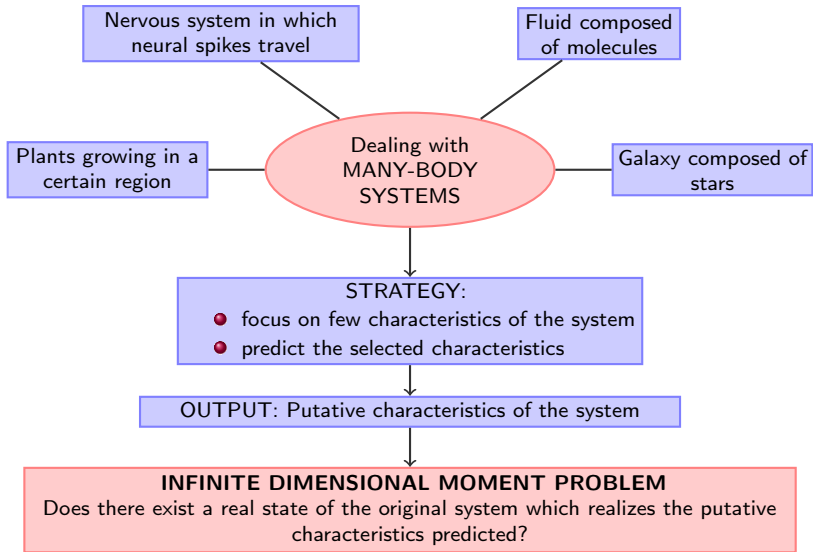 Nervous system in which
neural spikes travel
Fluid composed
of molecules
Plants growing in a
certain region
Dealing with
MANY-BODY
SYSTEMS
Galaxy composed of
stars
STRATEGY:
focus on few characteristics of the system
predict the selected characteristics
OUTPUT: Putative characteristics of the system
INFINITE DIMENSIONAL MOMENT PROBLEM
Does there exist a real state of the original system which realizes the putative
characteristics predicted?